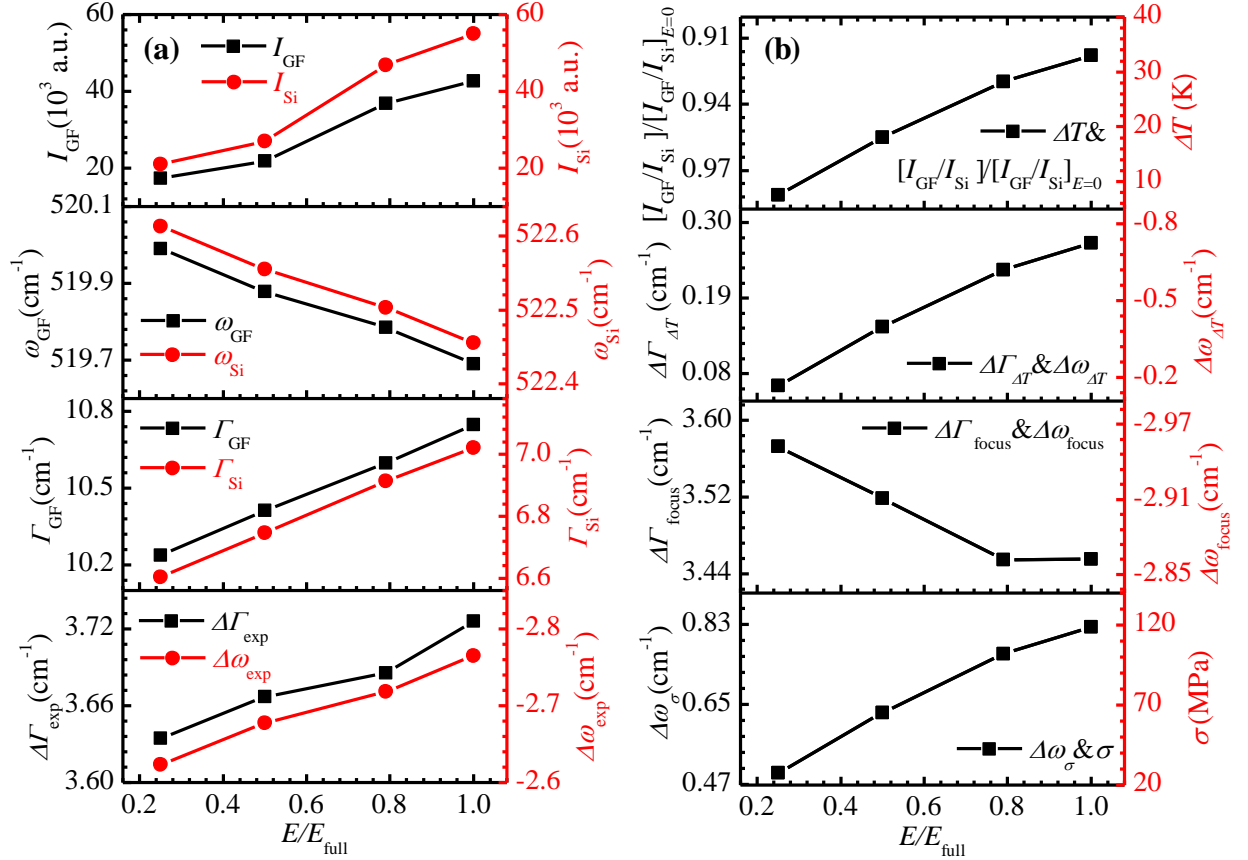 (a)
I_GF
I_Si
I_GF(10^3 a.u.)
60
40
20
60
40
20
0
I_Si(10^3 a.u.)
ω_GF(cm^-1)
520.1
519.9
519.7
ω_GF
ω_Si
522.6
522.5
522.4
ω_Si(cm^-1)
Γ_GF(cm^-1)
10.8
10.5
10.2
Γ_GF
Γ_Si
7.0
6.8
6.6
Γ_Si(cm^-1)
ΔΓ_exp(cm^-1)
3.72
3.66
3.60
ΔΓ_exp
Δω_exp
-2.8
-2.7
-2.6
Δω_exp(cm^-1)
0.2 0.4 0.6 0.8 1.0
E/E_full
(b)
[I_GF/I_Si ]/[I_GF/I_Si]_E=0
0.91
0.94
0.97
ΔT&
[I_GF/I_Si ]/[I_GF/I_Si]_E=0
40
30
20
10
ΔT (K)
ΔΓ_ΔT (cm^-1)
0.30
0.19
0.08
ΔΓ_ΔT&Δω_ΔT
-0.8
-0.5
-0.2
Δω_ΔT(cm^-1)
ΔΓ_focus(cm^-1)
3.60
3.52
3.44
ΔΓ_focus&Δω_focus
-2.97
-2.91
-2.85
Δω_focus(cm^-1)
Δω_σ(cm^-1)
0.83
0.65
0.47
Δω_σ&σ
120
70
20
σ (MPa)
0.2 0.4 0.6 0.8 1.0
E/E_full